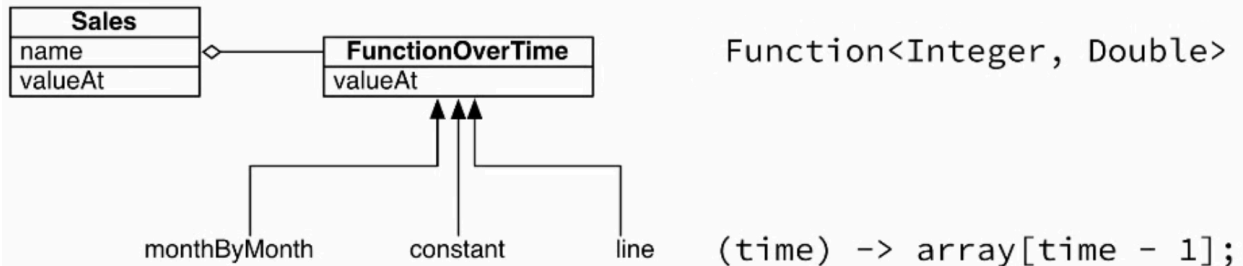 Sales
name
valueAt
FunctionOverTime
valueAt
Function<Integer, Double>
monthByMonth
constant
line
(time) -> array[time - 1];